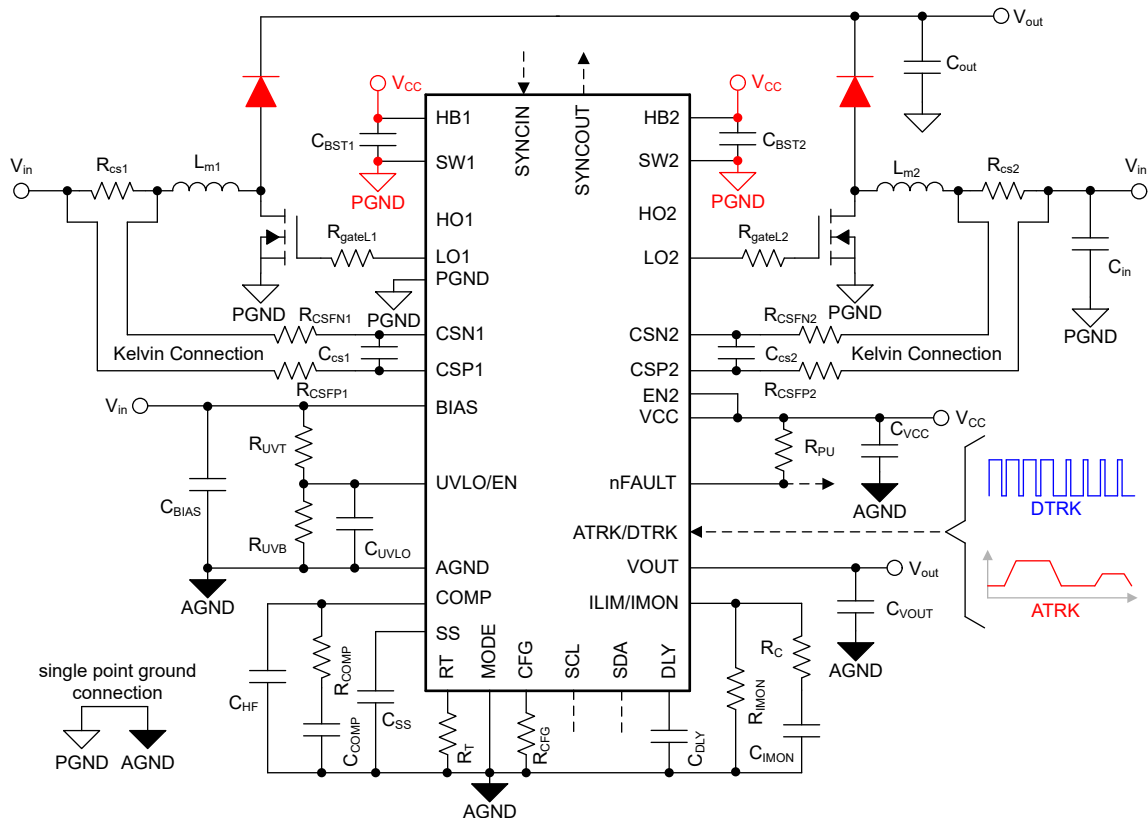 Vout
Cout
VCC
VCC
SYNCIN
SYNCOUT
HB1
HB2
CBST1
CBST2
SW1
SW2
PGND
PGND
Vin
Rcs1
Lm1
Lm2
Rcs2
Vin
HO1
HO2
RgateL1
RgateL2
LO1
LO2
PGND
Cin
PGND
PGND
PGND
PGND
RCSFN1
CSN1
CSN2
RCSFN2
Kelvin Connection
Ccs1
Ccs2
Kelvin Connection
CSP1
CSP2
RCSFP1
RCSFP2
EN2
Vin
BIAS
VCC
VCC
CVCC
RUVT
RPU
CBIAS
UVLO/EN
nFAULT
AGND
DTRK
RUVB
CUVLO
ATRK/DTRK
AGND
VOUT
Vout
AGND
COMP
ILIM/IMON
CVOUT
ATRK
SS
RT
MODE
CFG
SCL
SDA
DLY
RC
AGND
single point ground
connection
CHF
RCOMP
CCOMP
CSS
RT
RCFG
CDLY
RIMON
CIMON
PGND
AGND
AGND